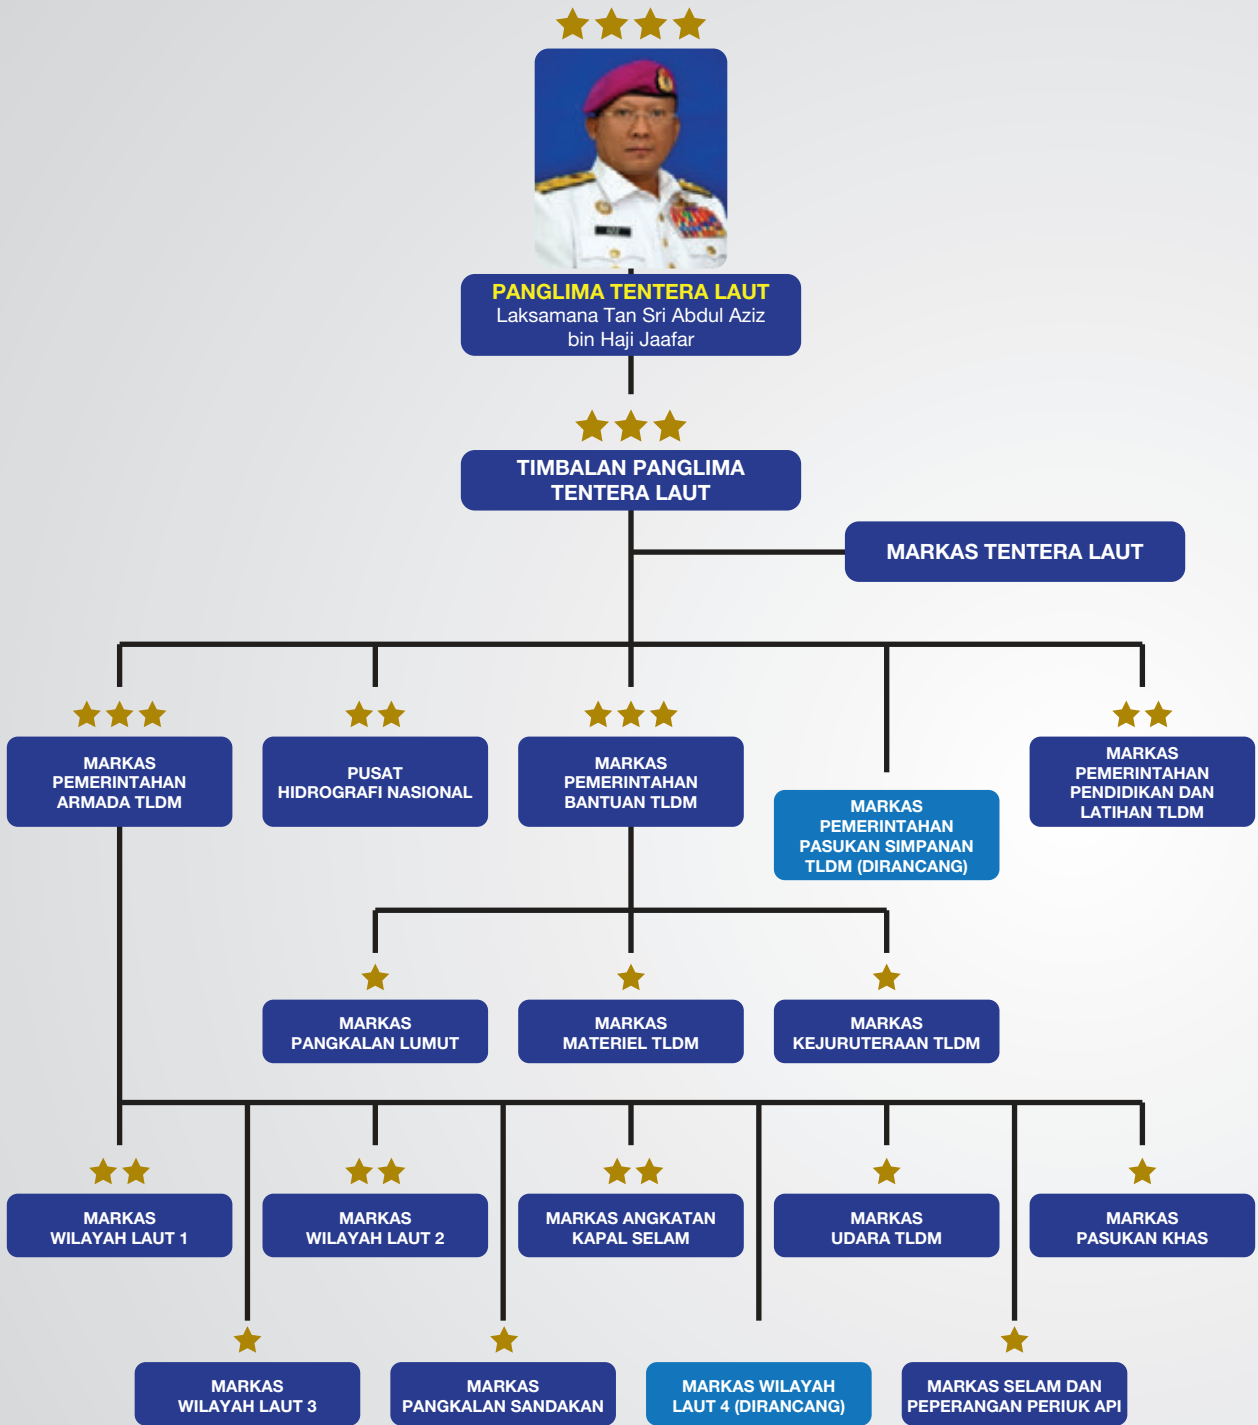 PANGLIMA TENTERA LAUT
Laksamana Tan Sri Abdul Aziz
bin Haji Jaafar
TIMBALAN PANGLIMA
TENTERA LAUT
MARKAS TENTERA LAUT
MARKAS
PEMERINTAHAN
ARMADA TLDM
PUSAT
HIDROGRAFI NASIONAL
MARKAS
PEMERINTAHAN
BANTUAN TLDM
MARKAS
PEMERINTAHAN
PASUKAN SIMPANAN
TLDM (DIRANCANG)
MARKAS
PEMERINTAHAN
PENDIDIKAN DAN
LATIHAN TLDM
MARKAS
PANGKALAN LUMUT
MARKAS
MATERIEL TLDM
MARKAS
KEJURUTERAAN TLDM
MARKAS
WILAYAH LAUT 1
MARKAS
WILAYAH LAUT 2
MARKAS ANGKATAN
KAPAL SELAM
MARKAS
UDARA TLDM
MARKAS
PASUKAN KHAS
MARKAS
WILAYAH LAUT 3
MARKAS
PANGKALAN SANDAKAN
MARKAS WILAYAH
LAUT 4 (DIRANCANG)
MARKAS SELAM DAN
PEPERANGAN PERIUK API